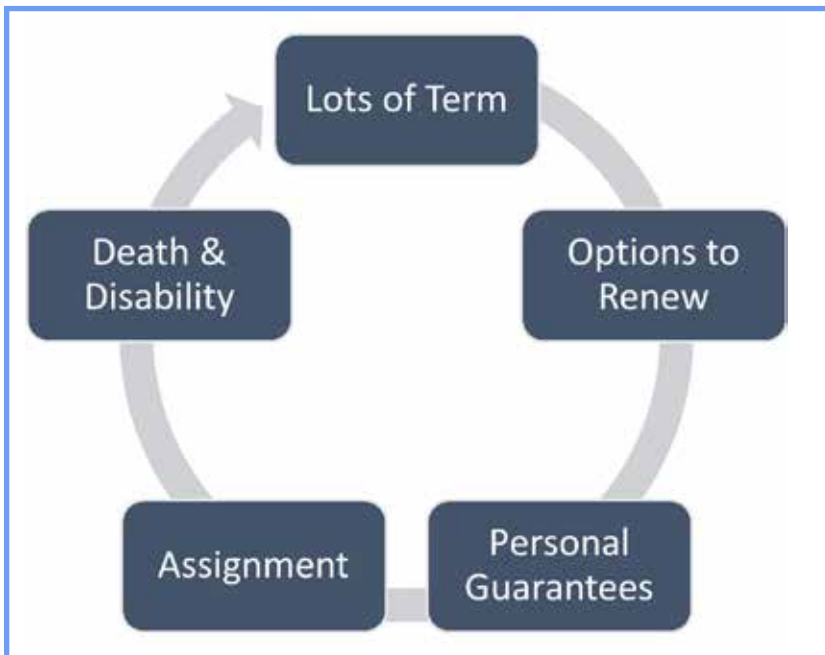 Lots of Term
Options to
Renew
Personal
Guarantees
Assignment
Death &
Disability